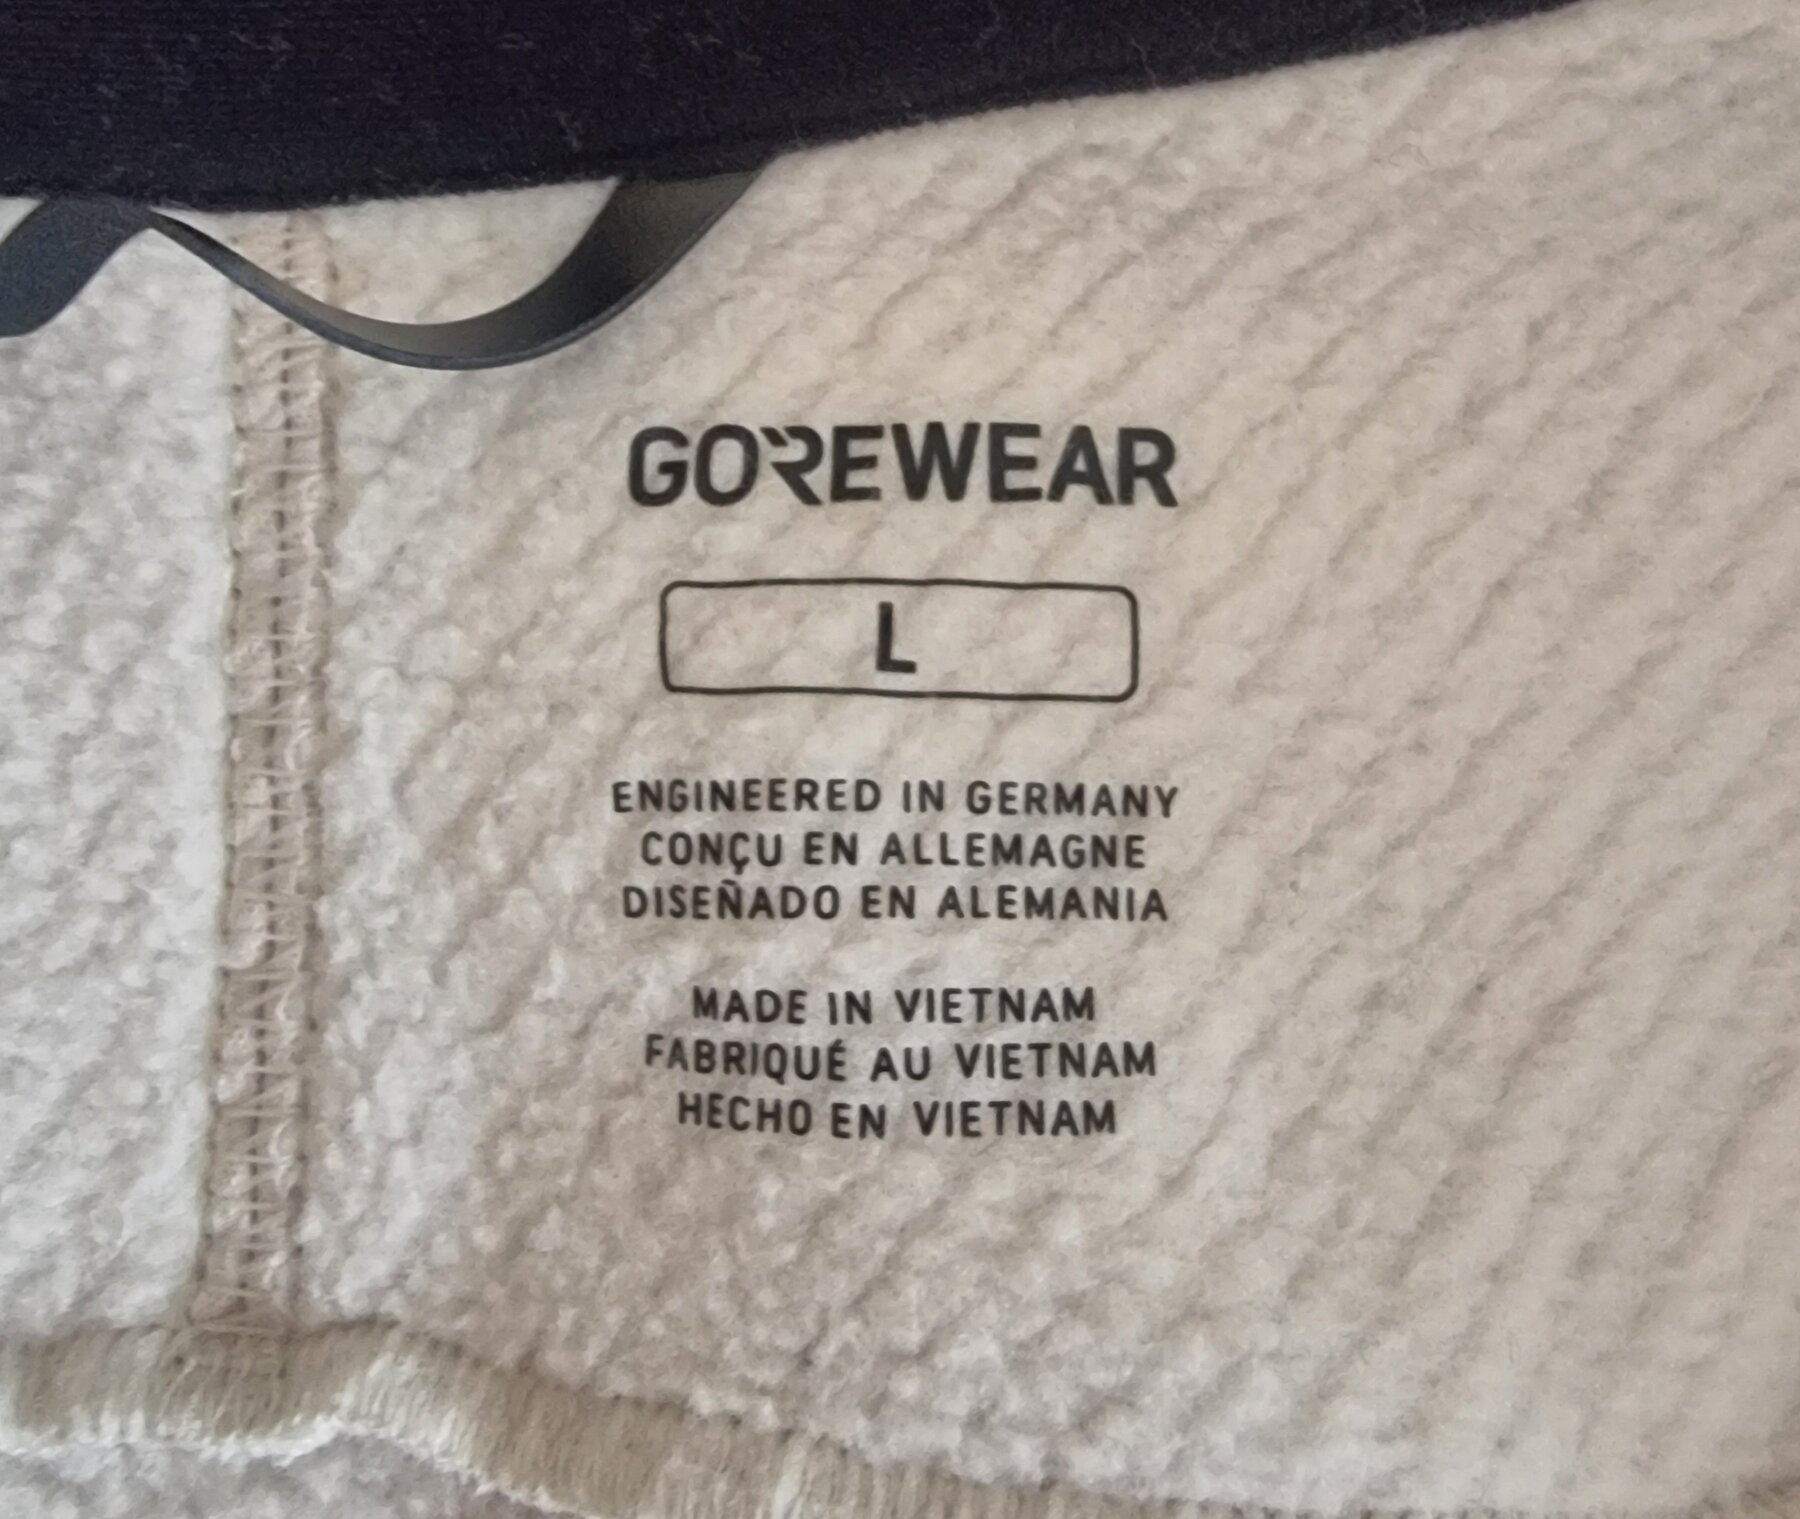 GOREWEAR
L
ENGINEERED IN GERMANY
CONÇU EN ALLEMAGNE
DISEÑADO EN ALEMANIA
MADE IN VIETNAM
FABRIQUÉ AU VIETNAM
HECHO EN VIETNAM